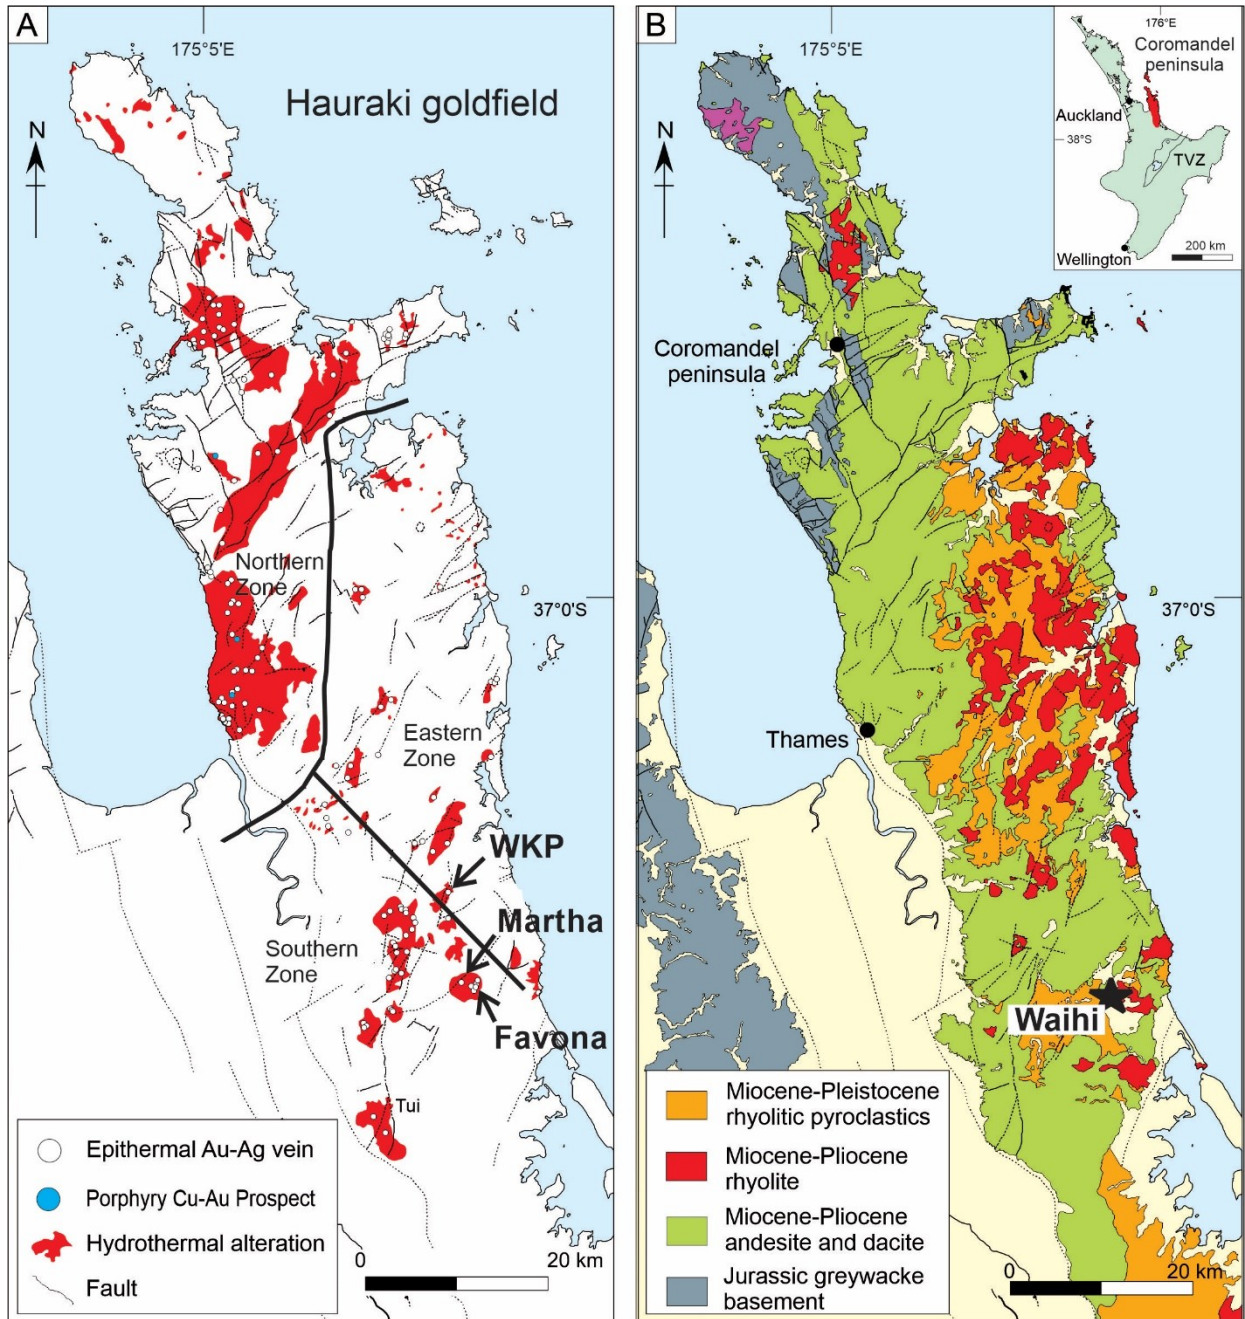 A
175°5'E
Hauraki goldfield
N
Northern
Zone
Eastern
Zone
WKP
Martha
Southern
Zone
Favona
Tui
Epithermal Au-Ag vein
Porphyry Cu-Au Prospect
Hydrothermal alteration
Fault
0
20 km
B
175°5'E
176°E
Coromandel
peninsula
Auckland
38°S
TVZ
Wellington
200 km
N
Coromandel
peninsula
37°0'S
Thames
Waihi
Miocene-Pleistocene
rhyolitic pyroclastics
Miocene-Pliocene
rhyolite
Miocene-Pliocene
andesite and dacite
Jurassic greywacke
basement
0
20 km